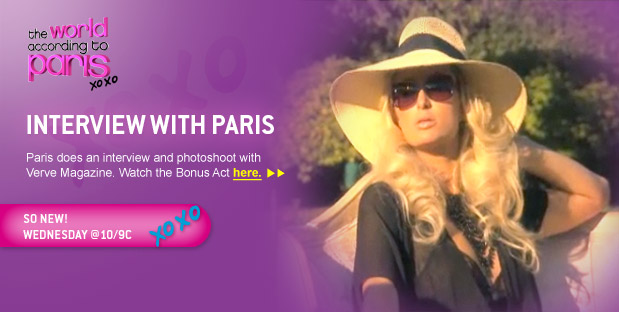 the world
according to
paris
xoxo
INTERVIEW WITH PARIS
Paris does an interview and photoshoot with
Verve Magazine. Watch the Bonus Act here.
SO NEW!
WEDNESDAY @10/9C
XOXO
XOXO